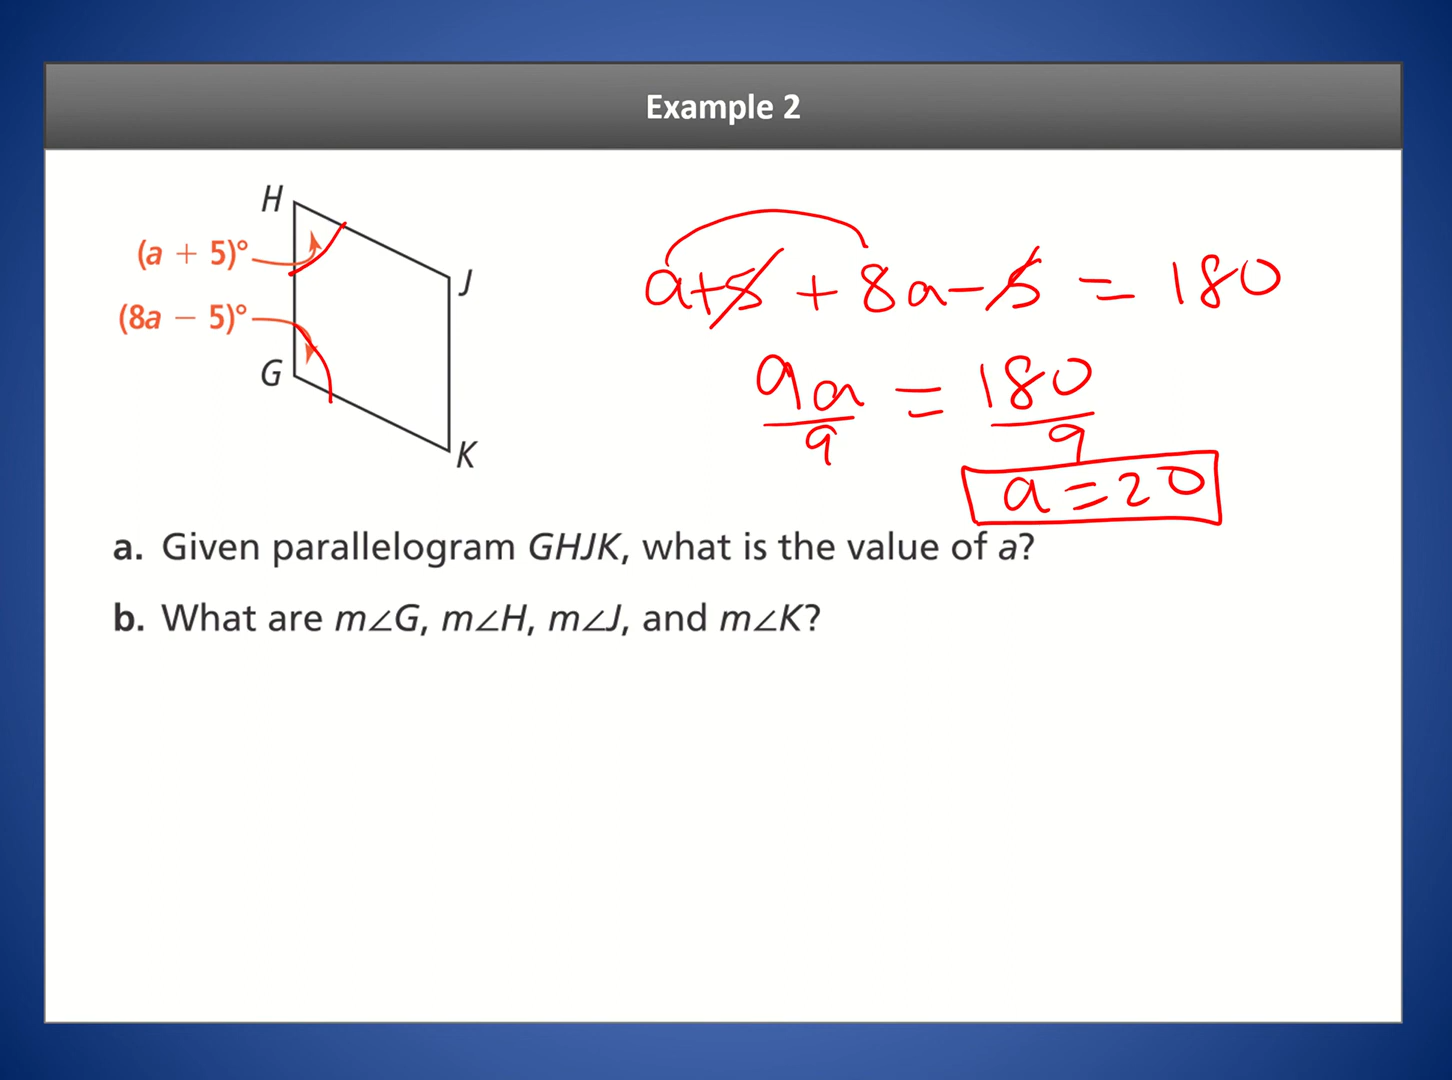 Example 2
H
(a + 5)°
J
(8a − 5)°
G
K
a+5 + 8a−5 = 180
9a = 180
9 9
a=20
a. Given parallelogram GHJK, what is the value of a?
b. What are m∠G, m∠H, m∠J, and m∠K?